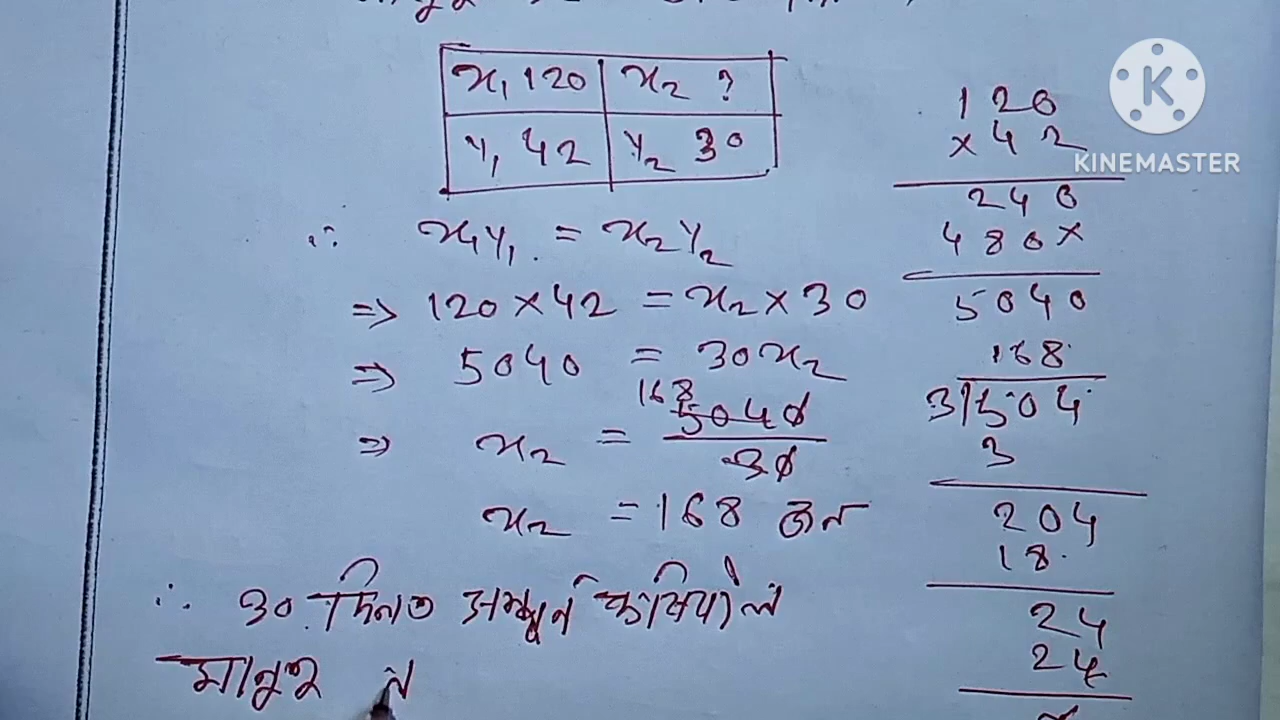 x₁ 120 x₂ ?
y₁ 42 y₂ 30
∴ x₁y₁ = x₂y₂
⇒ 120 × 42 = x₂ × 30
⇒ 5040 = 30x₂
168
⇒ x₂ = 5040/30
x₂ = 168 জন
∴ 30 দিনত সম্পূৰ্ণ কৰিবলৈ
মানুহ
120
×42
240
480×
5040
168
3)504
3
204
18
24
24
K
KINEMASTER